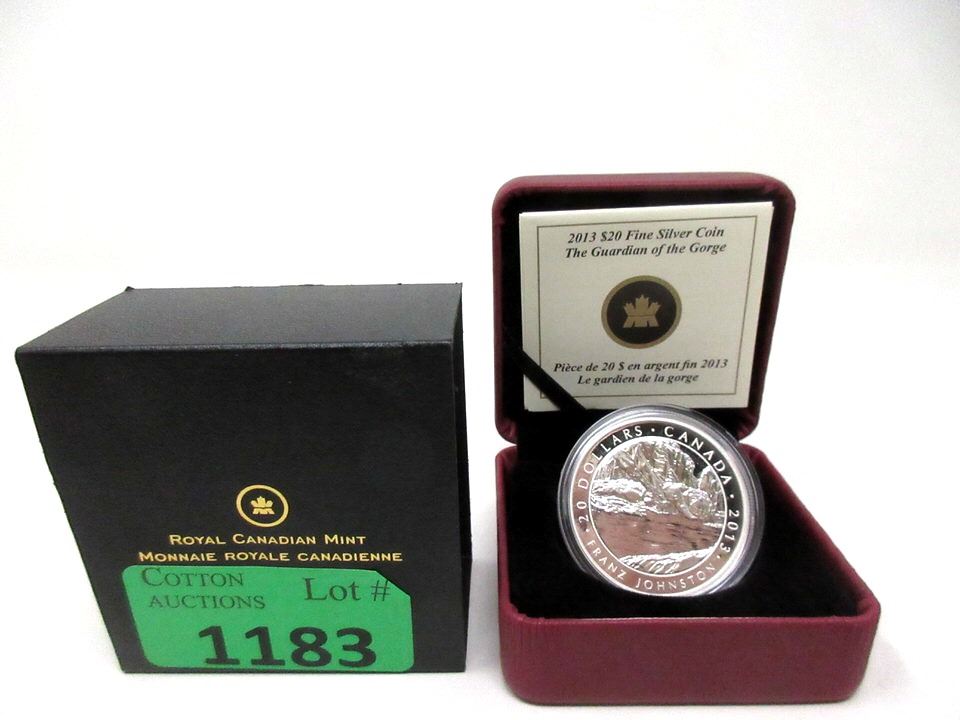 ROYAL CANADIAN MINT
MONNAIE ROYALE CANADIENNE
COTTON
AUCTIONS
Lot #
1183
2013 $20 Fine Silver Coin
The Guardian of the Gorge
Pièce de 20 $ en argent fin 2013
Le gardien de la gorge
20 DOLLARS · CANADA · 2013 ·
FRANZ JOHNSTON